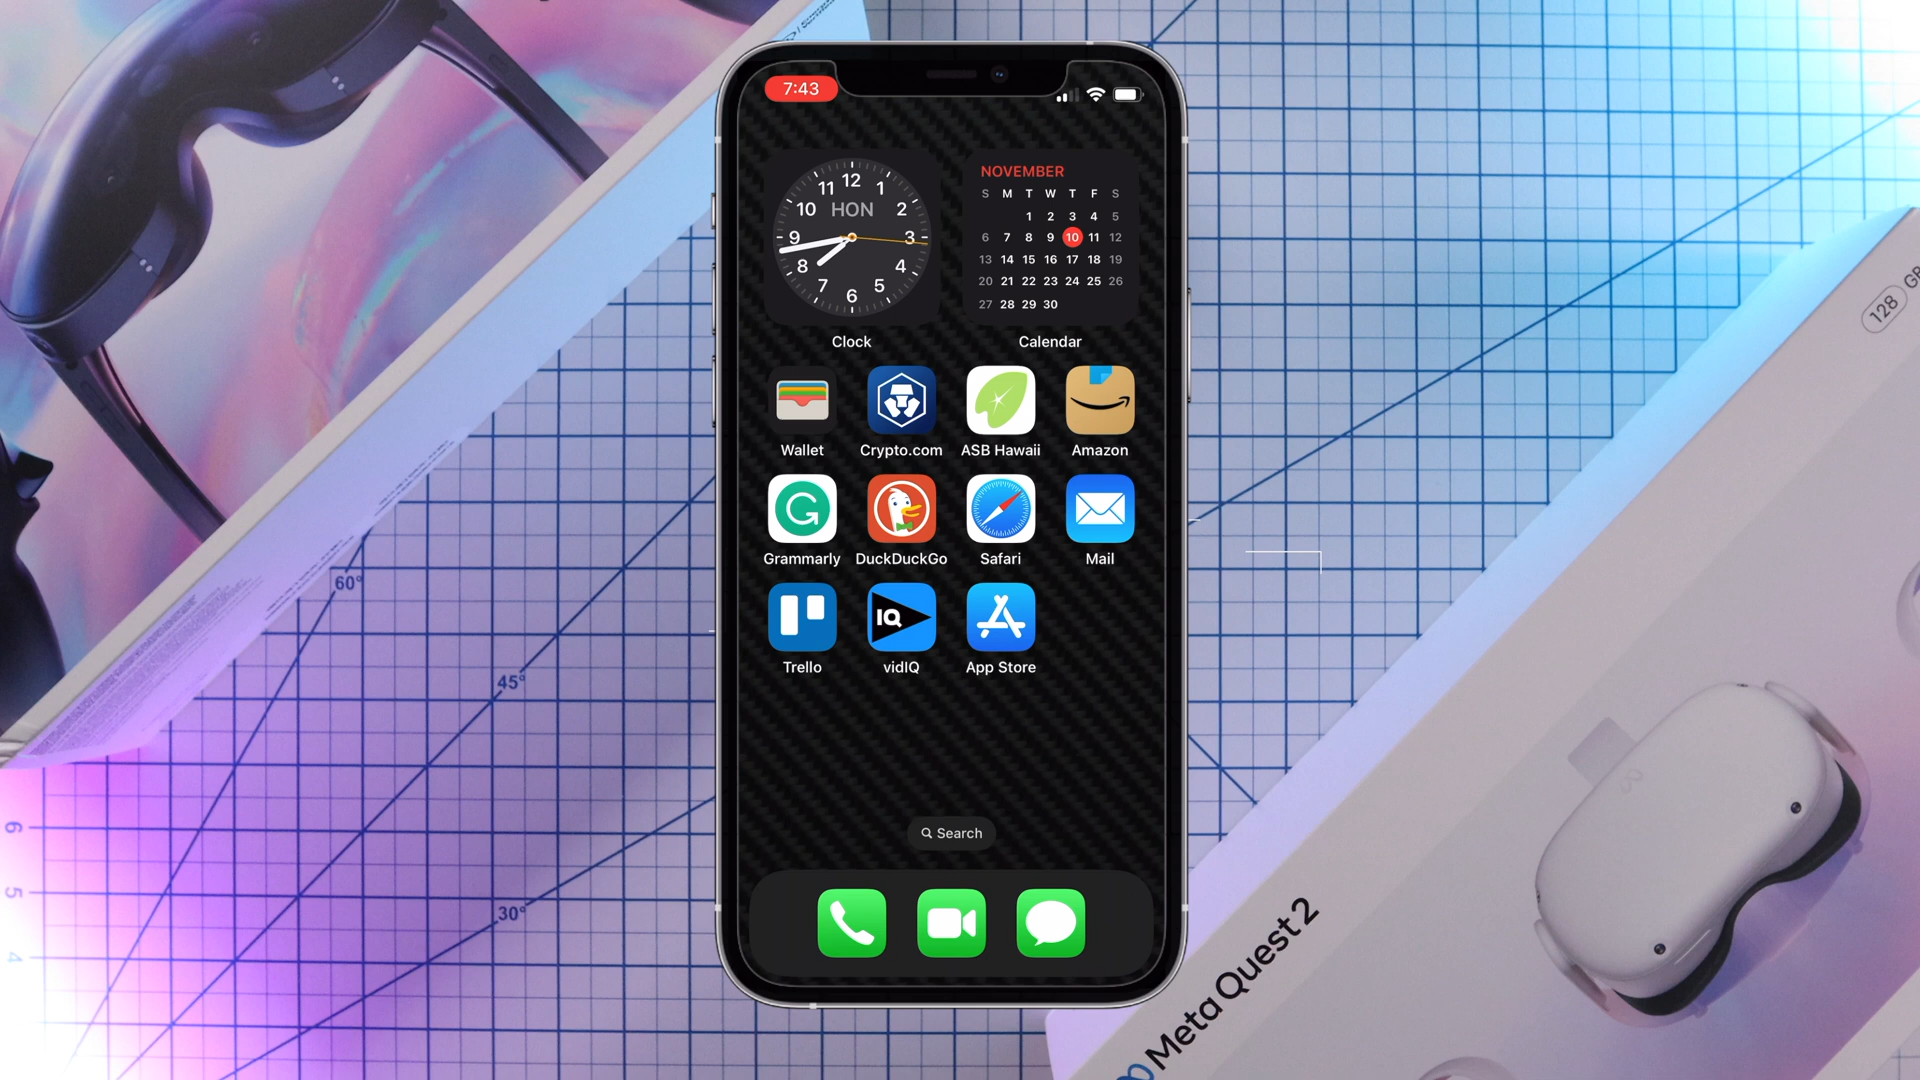 7:43
HON
12
1
2
3
4
5
6
7
8
9
10
11
Clock
NOVEMBER
S M T W T F S
1 2 3 4 5
6 7 8 9 10 11 12
13 14 15 16 17 18 19
20 21 22 23 24 25 26
27 28 29 30
Calendar
Wallet
Crypto.com
ASB Hawaii
Amazon
Grammarly
DuckDuckGo
Safari
Mail
Trello
IQ
vidIQ
App Store
Search
60°
45°
30°
6
5
4
128 GB
Meta Quest 2